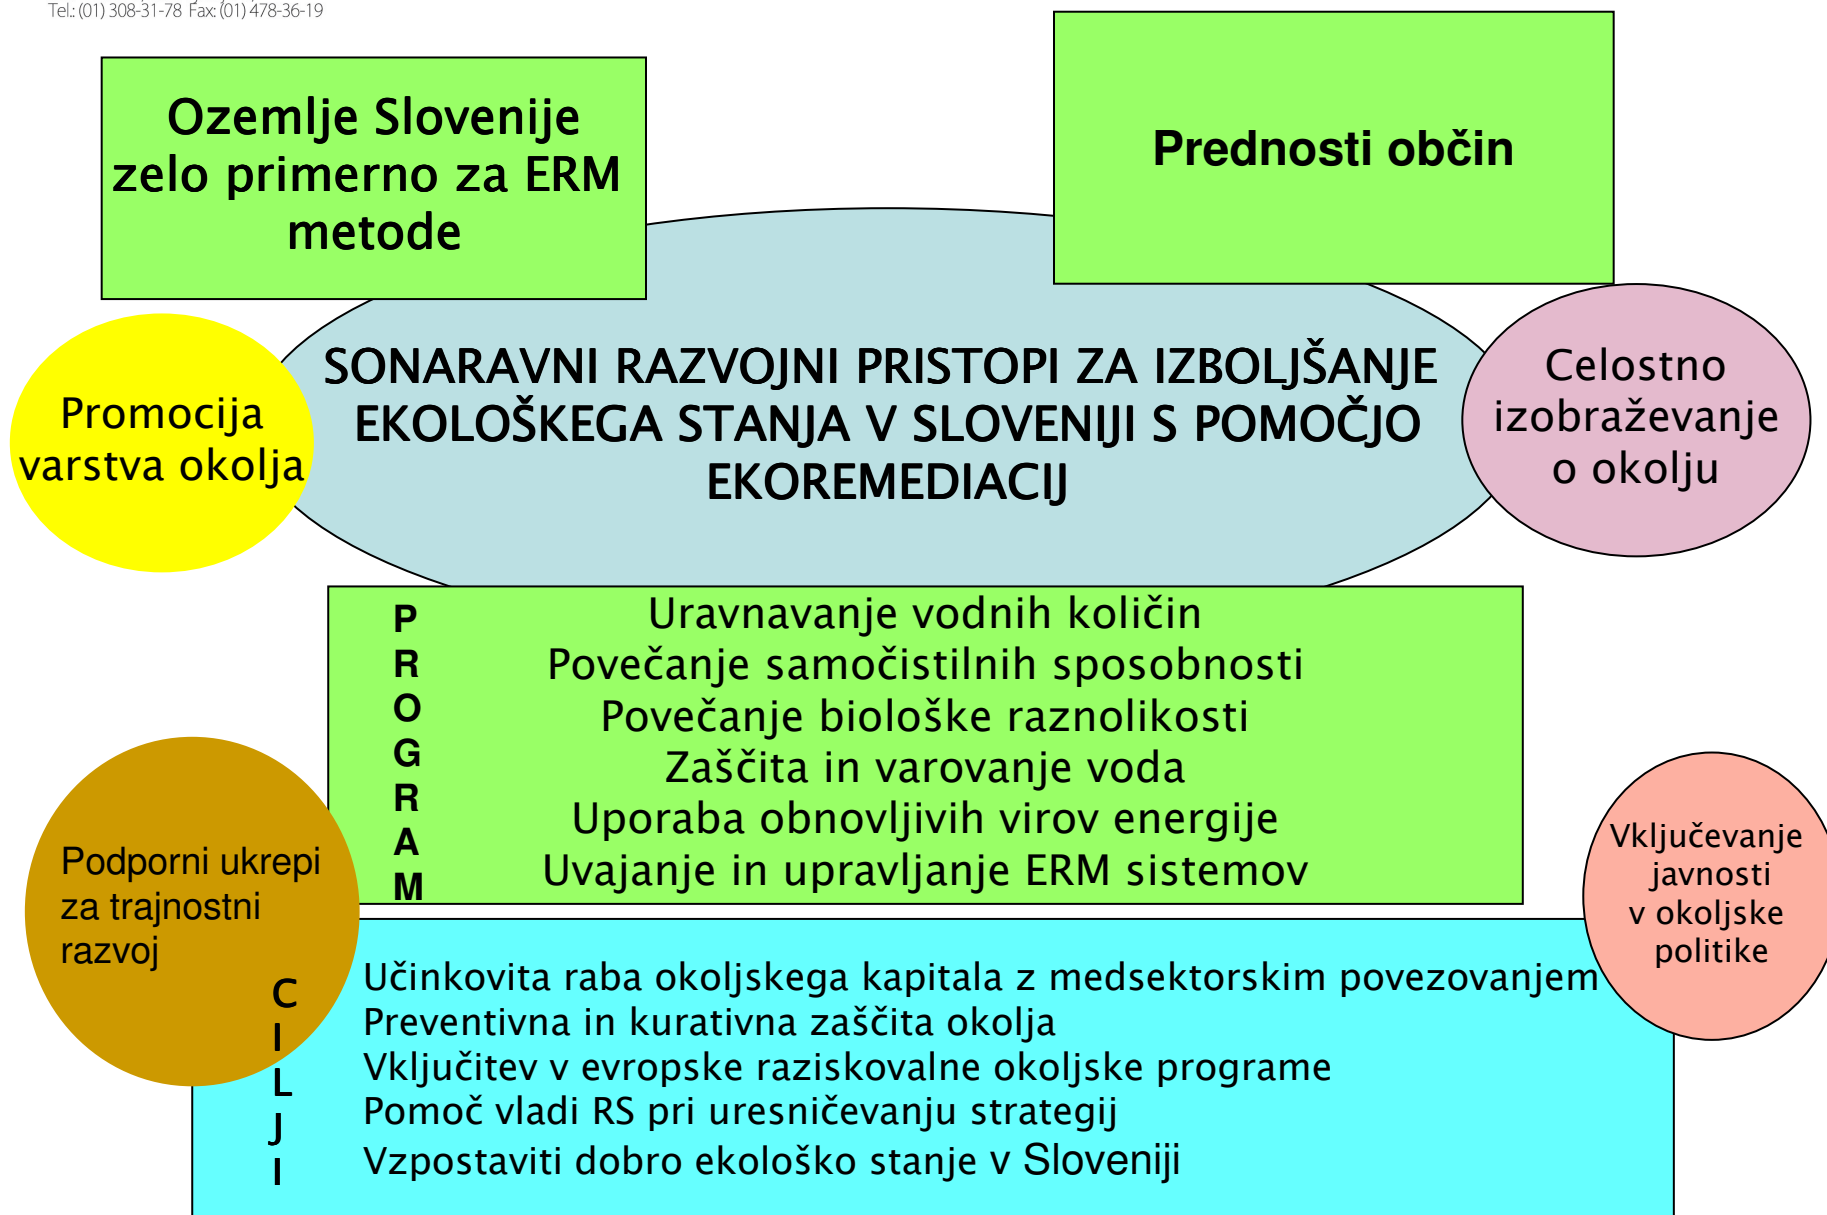 Tel.: (01) 308-31-78 Fax: (01) 478-36-19
Ozemlje Slovenije
zelo primerno za ERM
metode
Prednosti občin
SONARAVNI RAZVOJNI PRISTOPI ZA IZBOLJŠANJE
EKOLOŠKEGA STANJA V SLOVENIJI S POMOČJO
EKOREMEDIACIJ
Promocija
varstva okolja
Celostno
izobraževanje
o okolju
PROGRAM
Uravnavanje vodnih količin
Povečanje samočistilnih sposobnosti
Povečanje biološke raznolikosti
Zaščita in varovanje voda
Uporaba obnovljivih virov energije
Uvajanje in upravljanje ERM sistemov
Podporni ukrepi
za trajnostni
razvoj
Vključevanje
javnosti
v okoljske
politike
CILJI
Učinkovita raba okoljskega kapitala z medsektorskim povezovanjem
Preventivna in kurativna zaščita okolja
Vključitev v evropske raziskovalne okoljske programe
Pomoč vladi RS pri uresničevanju strategij
Vzpostaviti dobro ekološko stanje v Sloveniji